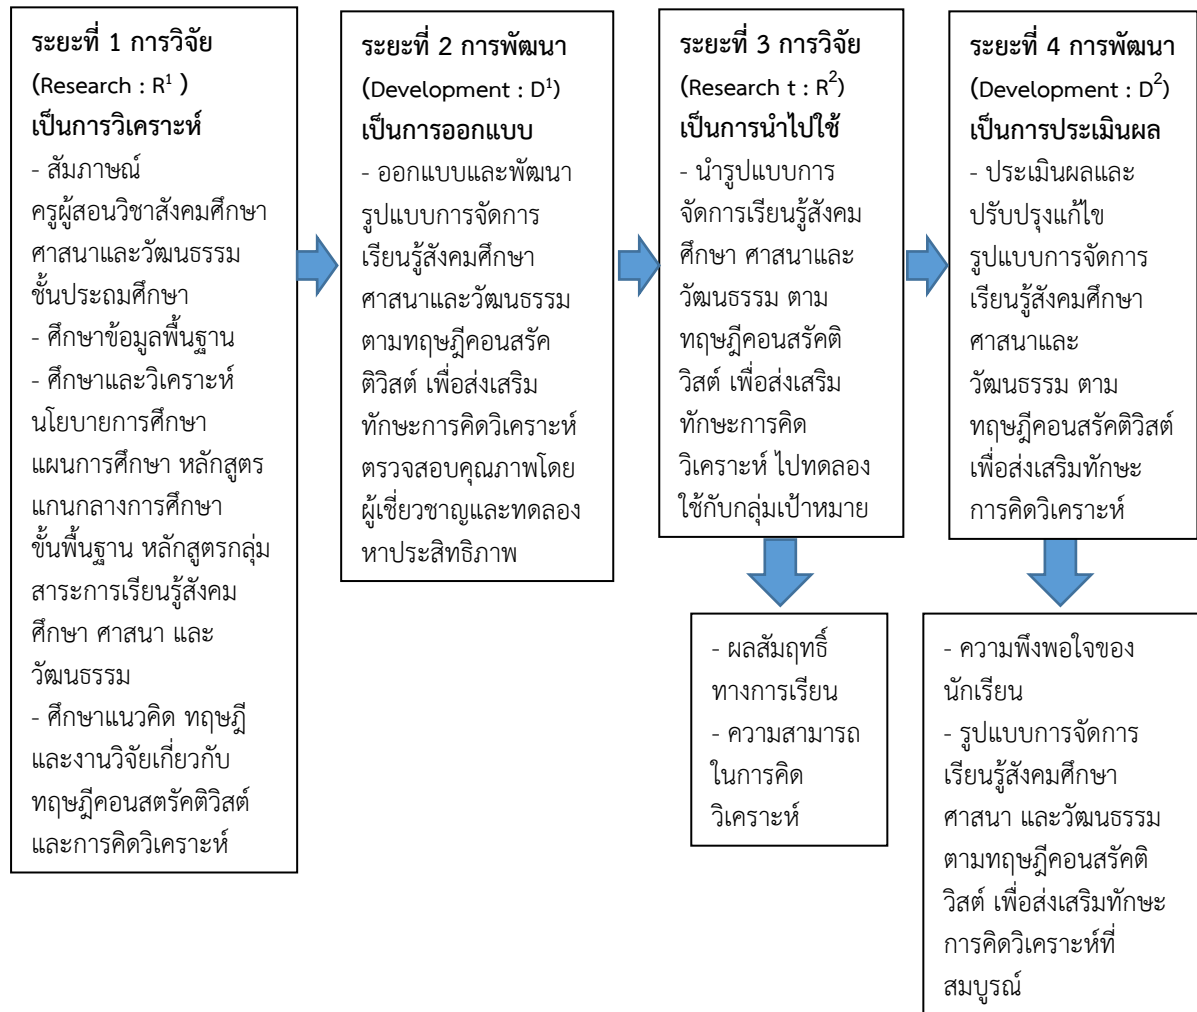 ระยะที่ 1 การวิจัย
(Research : R¹ )
เป็นการวิเคราะห์
- สัมภาษณ์
ครูผู้สอนวิชาสังคมศึกษา
ศาสนาและวัฒนธรรม
ชั้นประถมศึกษา
- ศึกษาข้อมูลพื้นฐาน
- ศึกษาและวิเคราะห์
นโยบายการศึกษา
แผนการศึกษา หลักสูตร
แกนกลางการศึกษา
ขั้นพื้นฐาน หลักสูตรกลุ่ม
สาระการเรียนรู้สังคม
ศึกษา ศาสนา และ
วัฒนธรรม
- ศึกษาแนวคิด ทฤษฎี
และงานวิจัยเกี่ยวกับ
ทฤษฎีคอนสตรัคติวิสต์
และการคิดวิเคราะห์
ระยะที่ 2 การพัฒนา
(Development : D¹)
เป็นการออกแบบ
- ออกแบบและพัฒนา
รูปแบบการจัดการ
เรียนรู้สังคมศึกษา
ศาสนาและวัฒนธรรม
ตามทฤษฎีคอนสรัค
ติวิสต์ เพื่อส่งเสริม
ทักษะการคิดวิเคราะห์
ตรวจสอบคุณภาพโดย
ผู้เชี่ยวชาญและทดลอง
หาประสิทธิภาพ
ระยะที่ 3 การวิจัย
(Research t : R²)
เป็นการนำไปใช้
- นำรูปแบบการ
จัดการเรียนรู้สังคม
ศึกษา ศาสนาและ
วัฒนธรรม ตาม
ทฤษฎีคอนสรัคติ
วิสต์ เพื่อส่งเสริม
ทักษะการคิด
วิเคราะห์ ไปทดลอง
ใช้กับกลุ่มเป้าหมาย
ระยะที่ 4 การพัฒนา
(Development : D²)
เป็นการประเมินผล
- ประเมินผลและ
ปรับปรุงแก้ไข
รูปแบบการจัดการ
เรียนรู้สังคมศึกษา
ศาสนาและ
วัฒนธรรม ตาม
ทฤษฎีคอนสรัคติวิสต์
เพื่อส่งเสริมทักษะ
การคิดวิเคราะห์
- ผลสัมฤทธิ์
ทางการเรียน
- ความสามารถ
ในการคิด
วิเคราะห์
- ความพึงพอใจของ
นักเรียน
- รูปแบบการจัดการ
เรียนรู้สังคมศึกษา
ศาสนา และวัฒนธรรม
ตามทฤษฎีคอนสรัคติ
วิสต์ เพื่อส่งเสริมทักษะ
การคิดวิเคราะห์ที่
สมบูรณ์